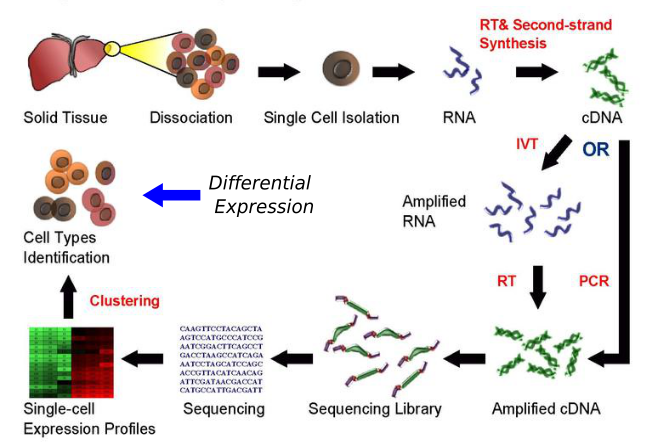 RT& Second-strand
Synthesis
Solid Tissue
Dissociation
Single Cell Isolation
RNA
cDNA
IVT
OR
Differential
Expression
Amplified
RNA
Cell Types
Identification
RT
PCR
Clustering
CAAGTTCCTACAGCTA
AGTCCATGCCCATCCG
AATCGGACTTCAGCCT
GACCTAAGCCATCAGA
AATCCTAGCATCCAGC
ACCGTTACATCAACAG
ATTCGATAACGACCAT
CATGCCATTGACGATT
Single-cell
Expression Profiles
Sequencing
Sequencing Library
Amplified cDNA